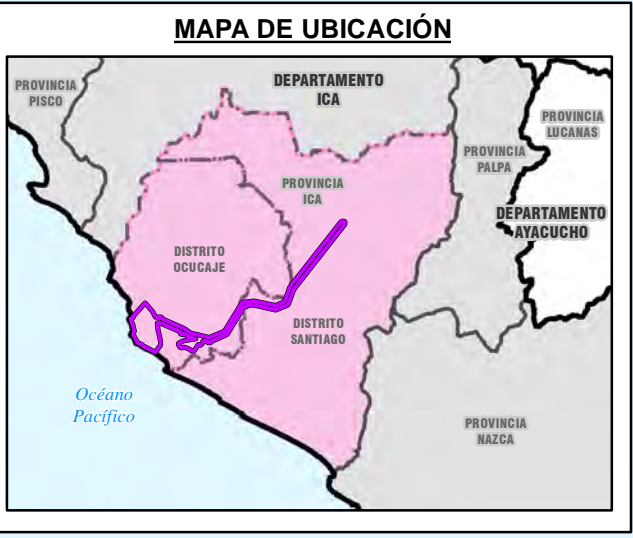 MAPA DE UBICACIÓN
PROVINCIA
PISCO
DEPARTAMENTO
ICA
PROVINCIA
LUCANAS
PROVINCIA
PALPA
PROVINCIA
ICA
DEPARTAMENTO
AYACUCHO
DISTRITO
OCUCAJE
DISTRITO
SANTIAGO
Océano
Pacífico
PROVINCIA
NAZCA